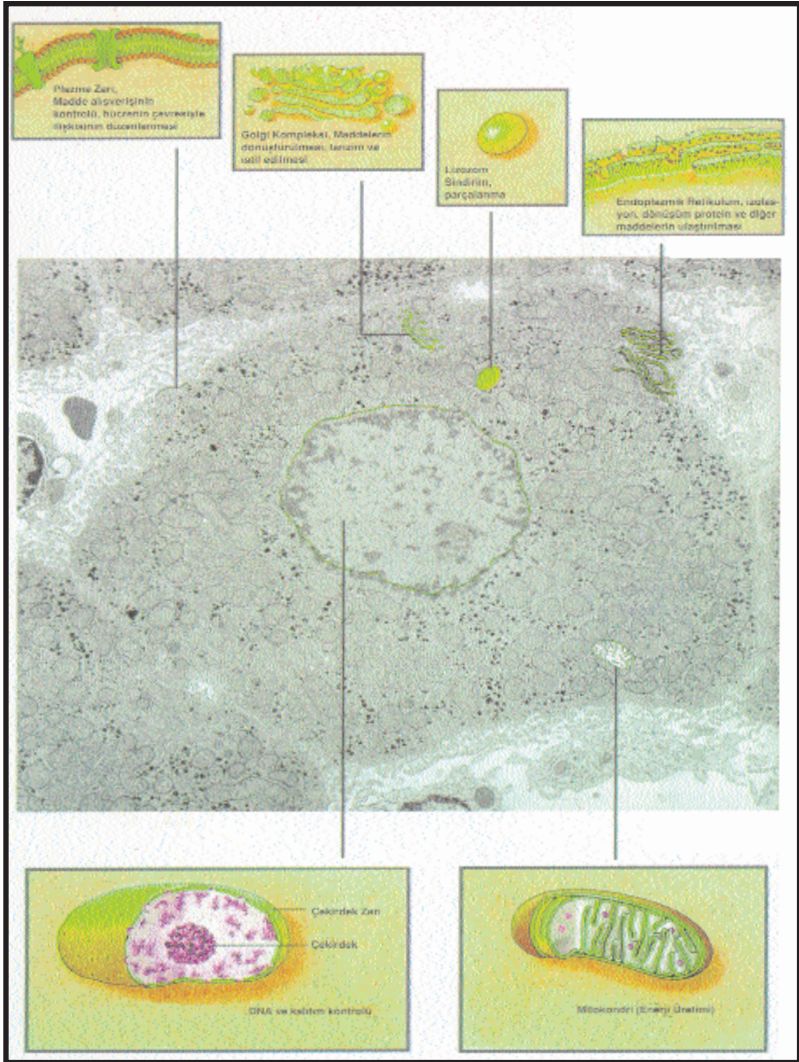 Plazma Zarı,
Madde alışverişinin
kontrolü, hücrenin çevresiyle
ilişkisinin düzenlenmesi
Golgi Kompleksi, Maddelerin
dönüştürülmesi, tanzim ve
istif edilmesi
Lizozom
Sindirim,
parçalanma
Endoplazmik Retikulum, izolas-
yon, dönüşüm protein ve diğer
maddelerin ulaştırılması
Çekirdek Zarı
Çekirdek
DNA ve kalıtım kontrolü
Mitokondri (Enerji Üretimi)